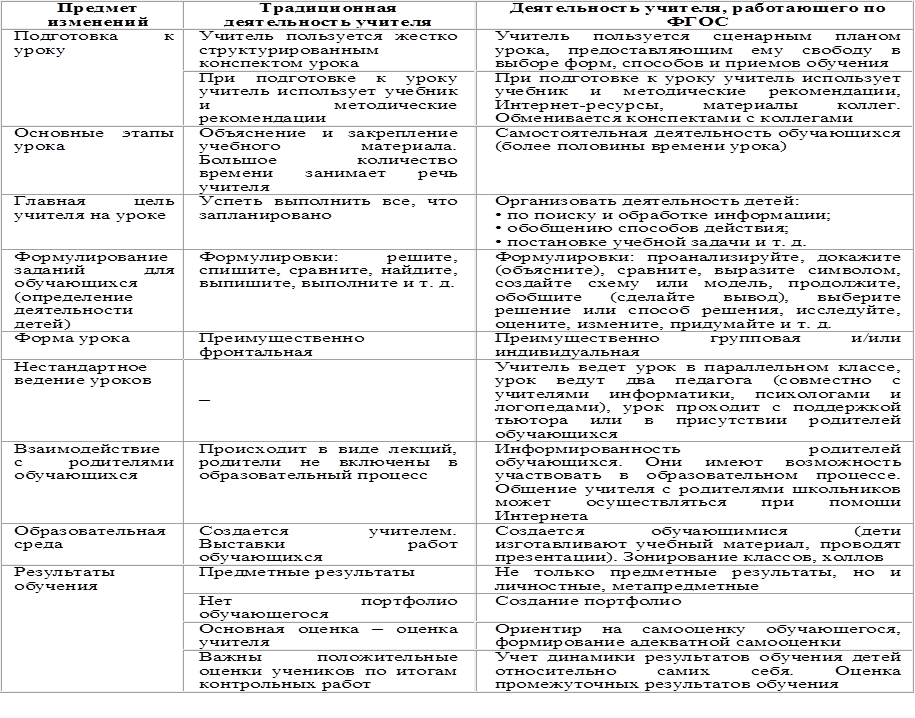 Предмет изменений
Традиционная деятельность учителя
Деятельность учителя, работающего по ФГОС
Подготовка к уроку
Учитель пользуется жестко
структурированным
конспектом урока
Учитель пользуется сценарным планом
урока, предоставляющим ему свободу в
выборе форм, способов и приемов обучения
При подготовке к уроку
учитель использует учебник
и методические
рекомендации
При подготовке к уроку учитель использует
учебник и методические рекомендации,
Интернет-ресурсы, материалы коллег.
Обменивается конспектами с коллегами
Основные этапы
урока
Объяснение и закрепление
учебного материала.
Большое количество
времени занимает речь
учителя
Самостоятельная деятельность обучающихся
(более половины времени урока)
Главная цель
учителя на уроке
Успеть выполнить все, что
запланировано
Организовать деятельность детей:
• по поиску и обработке информации;
• обобщению способов действия;
• постановке учебной задачи и т. д.
Формулирование
заданий для
обучающихся
(определение
деятельности
детей)
Формулировки: решите,
спишите, сравните, найдите,
выпишите, выполните и т. д.
Формулировки: проанализируйте, докажите
(объясните), сравните, выразите символом,
создайте схему или модель, продолжите,
обобщите (сделайте вывод), выберите
решение или способ решения, исследуйте,
оцените, измените, придумайте и т. д.
Форма урока
Преимущественно
фронтальная
Преимущественно групповая и/или
индивидуальная
Нестандартное
ведение уроков
–
Учитель ведет урок в параллельном классе,
урок ведут два педагога (совместно с
учителями информатики, психологами и
логопедами), урок проходит с поддержкой
тьютора или в присутствии родителей
обучающихся
Взаимодействие
с родителями
обучающихся
Происходит в виде лекций,
родители не включены в
образовательный процесс
Информированность родителей
обучающихся. Они имеют возможность
участвовать в образовательном процессе.
Общение учителя с родителями школьников
может осуществляться при помощи
Интернета
Образовательная
среда
Создается учителем.
Выставки работ
обучающихся
Создается обучающимися (дети
изготавливают учебный материал, проводят
презентации). Зонирование классов, холлов
Результаты
обучения
Предметные результаты
Не только предметные результаты, но и
личностные, метапредметные
Нет портфолио
обучающегося
Создание портфолио
Основная оценка – оценка
учителя
Ориентир на самооценку обучающегося,
формирование адекватной самооценки
Важны положительные
оценки учеников по итогам
контрольных работ
Учет динамики результатов обучения детей
относительно самих себя. Оценка
промежуточных результатов обучения